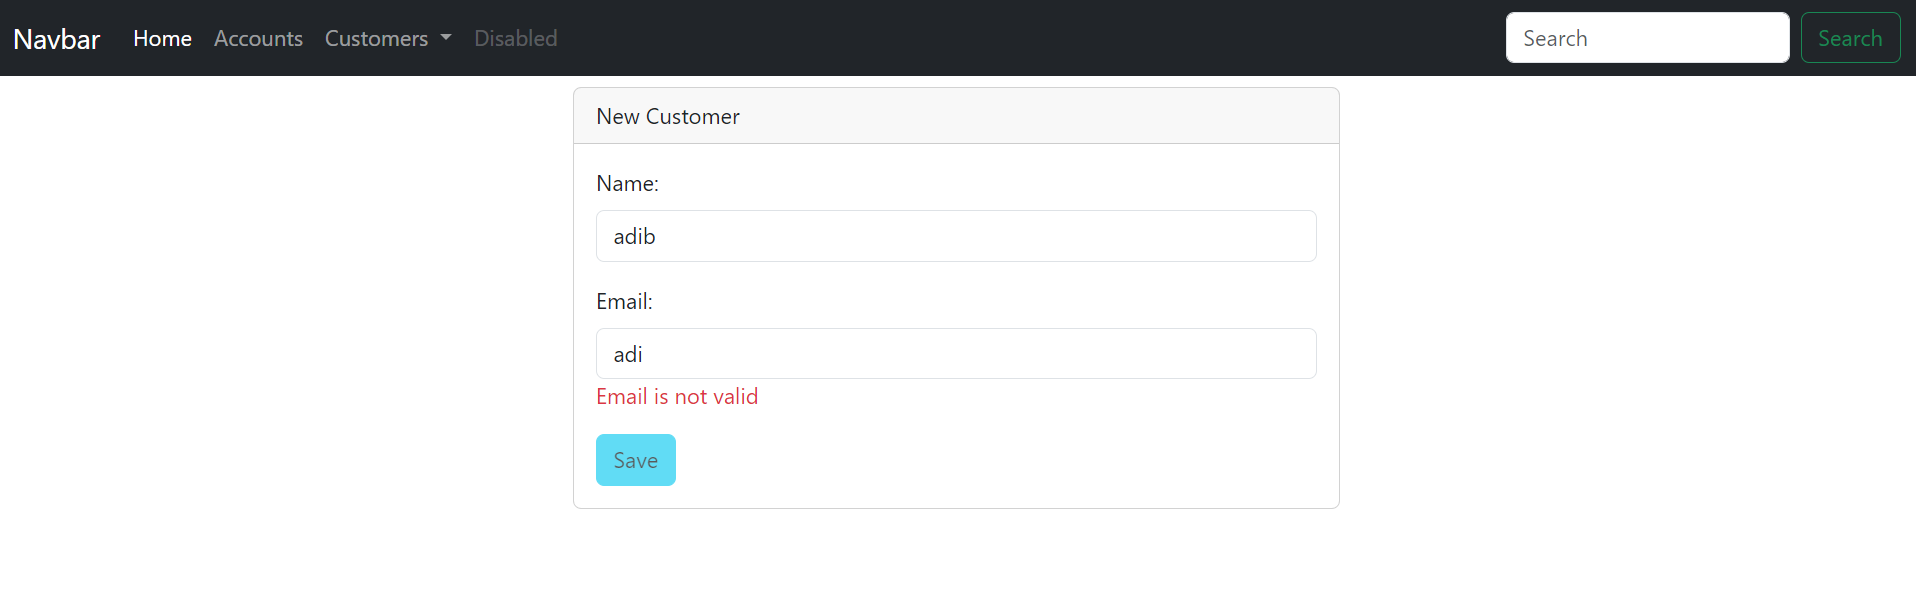 Navbar Home Accounts Customers Disabled Search Search
New Customer
Name:
adib
Email:
adi
Email is not valid
Save